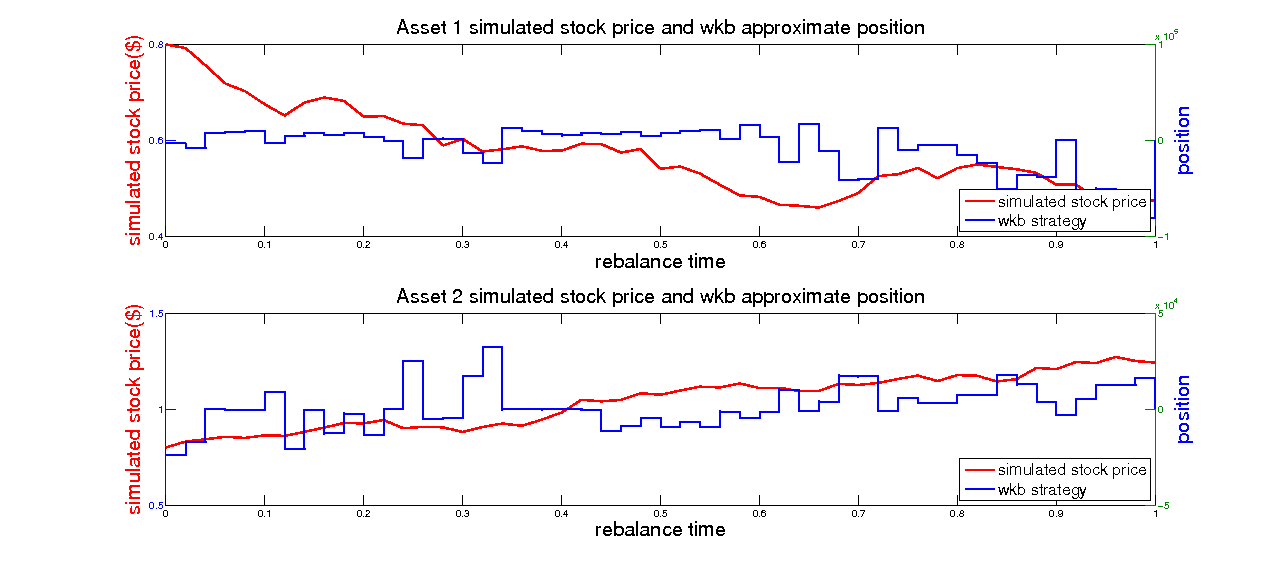 Asset 1 simulated stock price and wkb approximate position
simulated stock price($)
0.8
0.6
0.4
x 10^5
1
0
-1
position
0 0.1 0.2 0.3 0.4 0.5 0.6 0.7 0.8 0.9 1
rebalance time
simulated stock price
wkb strategy
Asset 2 simulated stock price and wkb approximate position
simulated stock price($)
1.5
1
0.5
x 10^4
5
0
-5
position
0 0.1 0.2 0.3 0.4 0.5 0.6 0.7 0.8 0.9 1
rebalance time
simulated stock price
wkb strategy